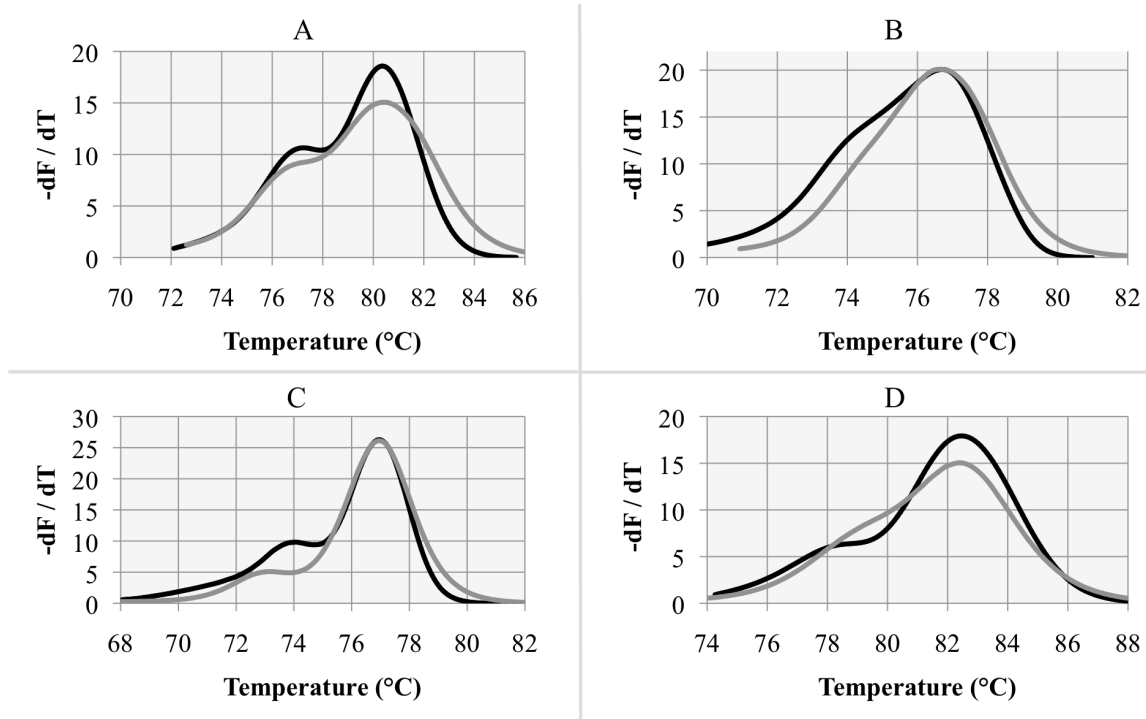 A
20
15
10
5
0
-dF / dT
70 72 74 76 78 80 82 84 86
Temperature (°C)
B
20
15
10
5
0
-dF / dT
70 72 74 76 78 80 82
Temperature (°C)
C
30
25
20
15
10
5
0
-dF / dT
68 70 72 74 76 78 80 82
Temperature (°C)
D
20
15
10
5
0
-dF / dT
74 76 78 80 82 84 86 88
Temperature (°C)